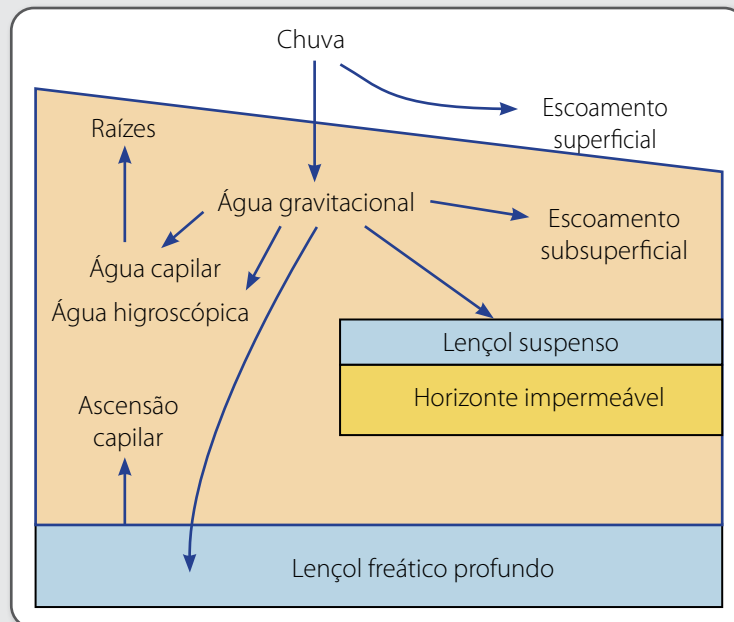 Chuva
Escoamento
superficial
Raízes
Água gravitacional
Escoamento
subsuperficial
Água capilar
Água higroscópica
Lençol suspenso
Horizonte impermeável
Ascensão
capilar
Lençol freático profundo